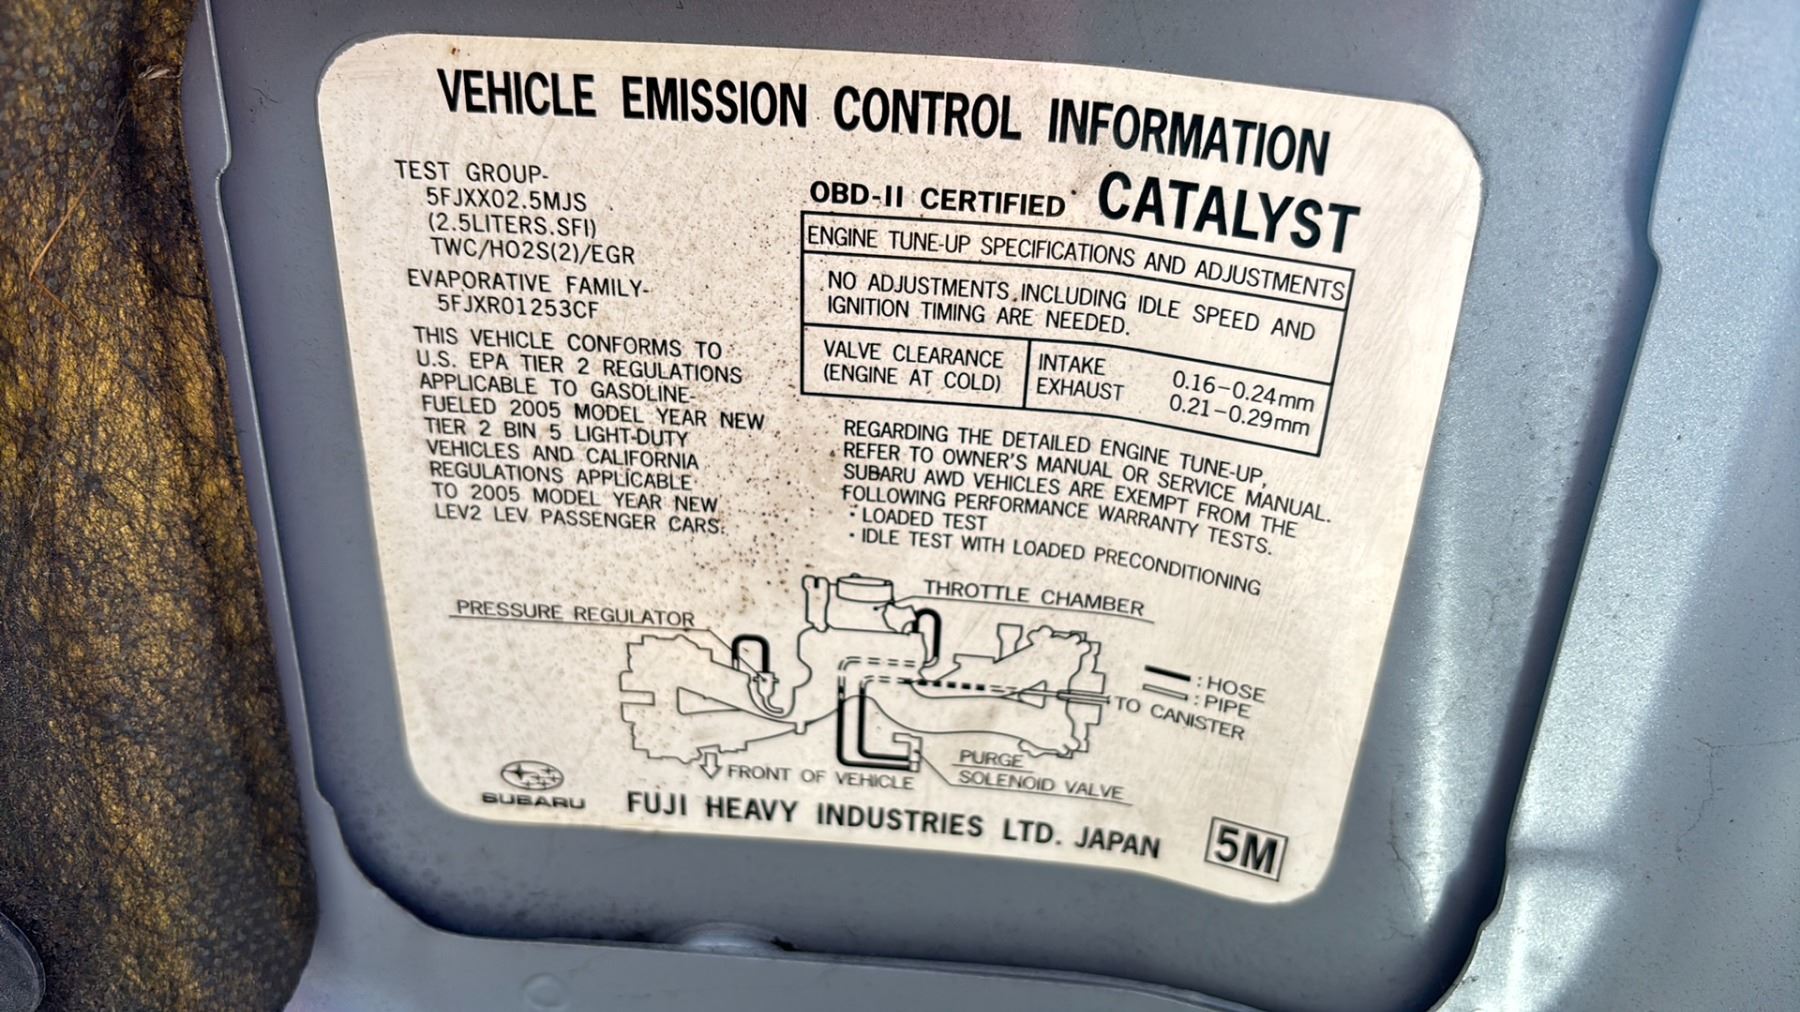 VEHICLE EMISSION CONTROL INFORMATION
CATALYST
TEST GROUP-
5FJXX02.5MJS
(2.5LITERS.SFI)
TWC/HO2S(2)/EGR
EVAPORATIVE FAMILY-
5FJXR01253CF
THIS VEHICLE CONFORMS TO
U.S. EPA TIER 2 REGULATIONS
APPLICABLE TO GASOLINE-
FUELED 2005 MODEL YEAR NEW
TIER 2 BIN 5 LIGHT-DUTY
VEHICLES AND CALIFORNIA
REGULATIONS APPLICABLE
TO 2005 MODEL YEAR NEW
LEV2 LEV PASSENGER CARS.
OBD-II CERTIFIED
ENGINE TUNE-UP SPECIFICATIONS AND ADJUSTMENTS
NO ADJUSTMENTS.INCLUDING IDLE SPEED AND
IGNITION TIMING ARE NEEDED.
VALVE CLEARANCE
(ENGINE AT COLD)
INTAKE 0.16-0.24mm
EXHAUST 0.21-0.29mm
REGARDING THE DETAILED ENGINE TUNE-UP,
REFER TO OWNER'S MANUAL OR SERVICE MANUAL.
SUBARU AWD VEHICLES ARE EXEMPT FROM THE
FOLLOWING PERFORMANCE WARRANTY TESTS.
· LOADED TEST
· IDLE TEST WITH LOADED PRECONDITIONING
THROTTLE CHAMBER
PRESSURE REGULATOR
: HOSE
: PIPE
TO CANISTER
PURGE
SOLENOID VALVE
FRONT OF VEHICLE
SUBARU
FUJI HEAVY INDUSTRIES LTD. JAPAN
5M